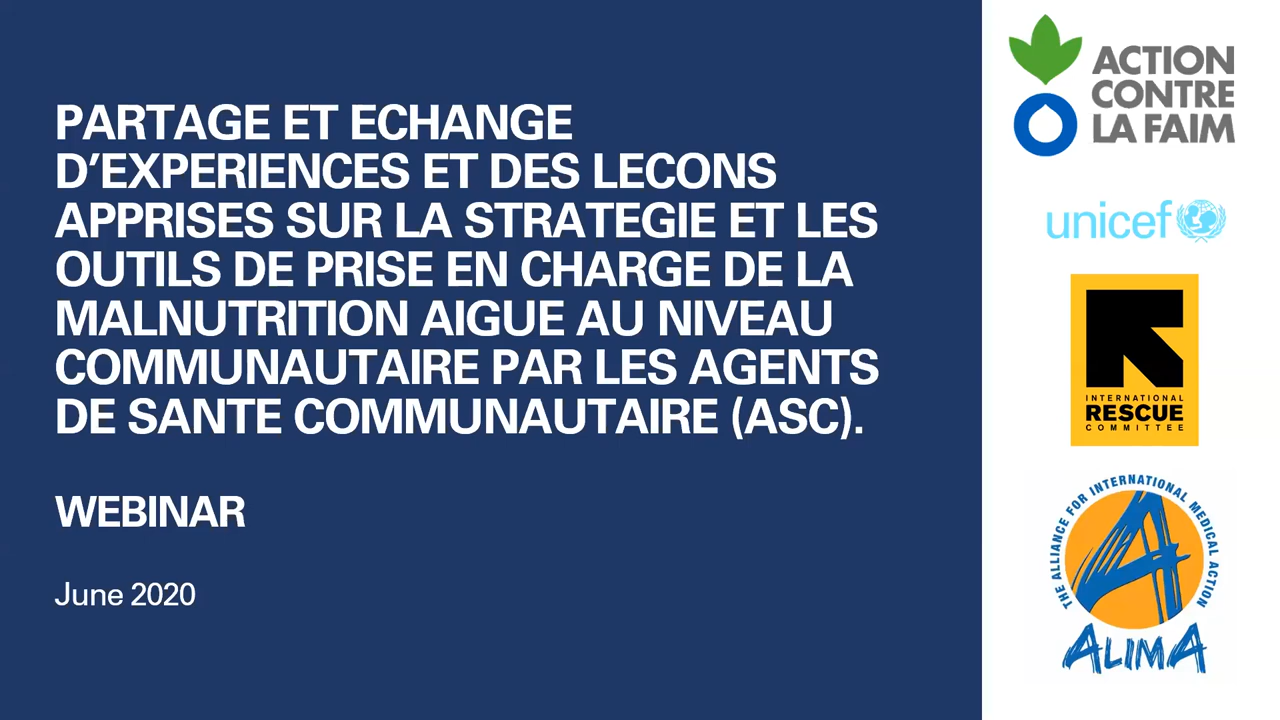 PARTAGE ET ECHANGE
D'EXPERIENCES ET DES LECONS
APPRISES SUR LA STRATEGIE ET LES
OUTILS DE PRISE EN CHARGE DE LA
MALNUTRITION AIGUE AU NIVEAU
COMMUNAUTAIRE PAR LES AGENTS
DE SANTE COMMUNAUTAIRE (ASC).
WEBINAR
June 2020
ACTION
CONTRE
LA FAIM
unicef
INTERNATIONAL
RESCUE
COMMITTEE
THE ALLIANCE FOR INTERNATIONAL MEDICAL ACTION
ALIMA